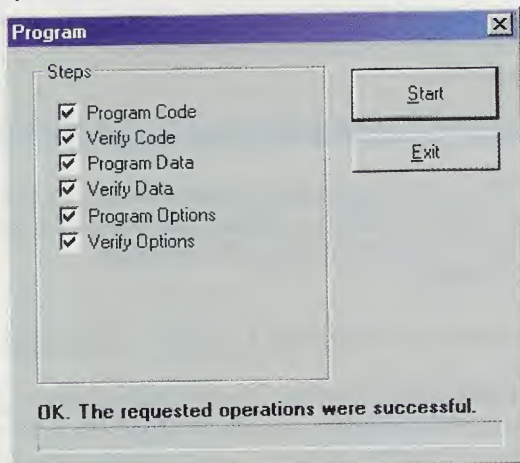 Program
Steps
Program Code
Verify Code
Program Data
Verify Data
Program Options
Verify Options
Start
Exit
OK. The requested operations were successful.